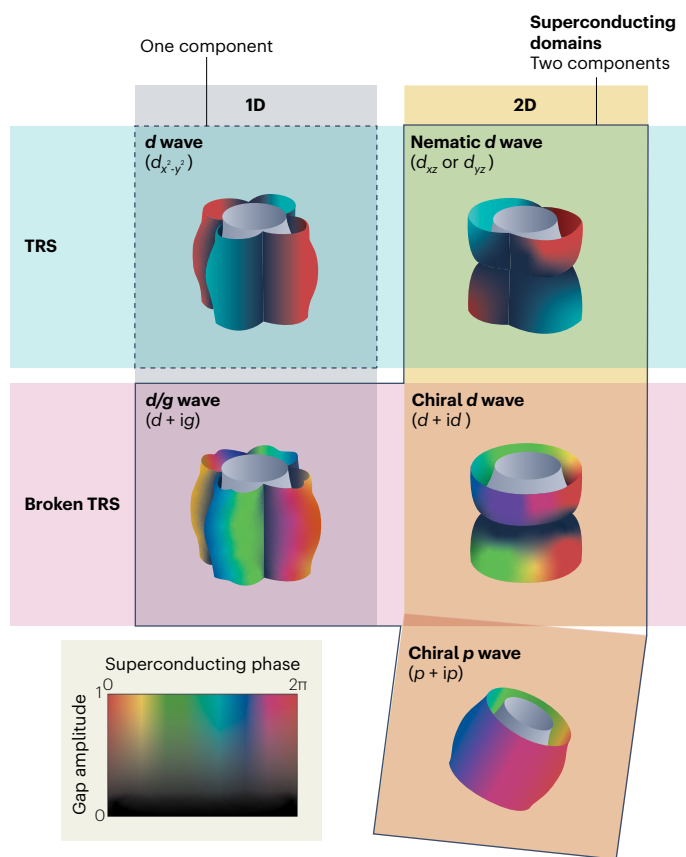 One component
Superconducting
domains
Two components
1D
2D
d wave
(dx²-y²)
Nematic d wave
(dxz or dyz)
TRS
d/g wave
(d + ig)
Chiral d wave
(d + id)
Broken TRS
Chiral p wave
(p + ip)
Superconducting phase
0
2π
1
Gap amplitude
0